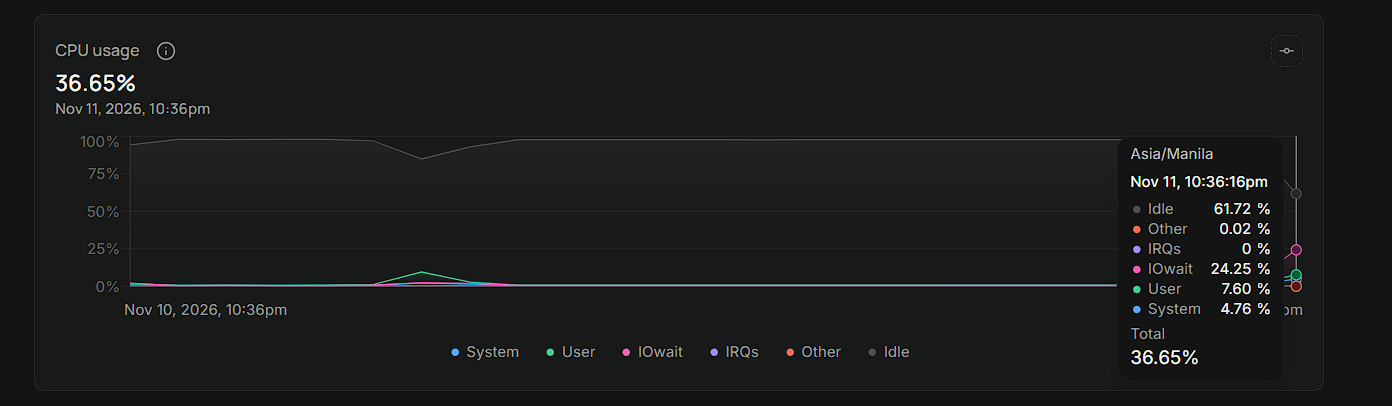 CPU usage
36.65%
Nov 11, 2026, 10:36pm
100%
75%
50%
25%
0%
Nov 10, 2026, 10:36pm
pm
Asia/Manila
Nov 11, 10:36:16pm
Idle 61.72 %
Other 0.02 %
IRQs 0 %
IOwait 24.25 %
User 7.60 %
System 4.76 %
Total
36.65%
System User IOwait IRQs Other Idle